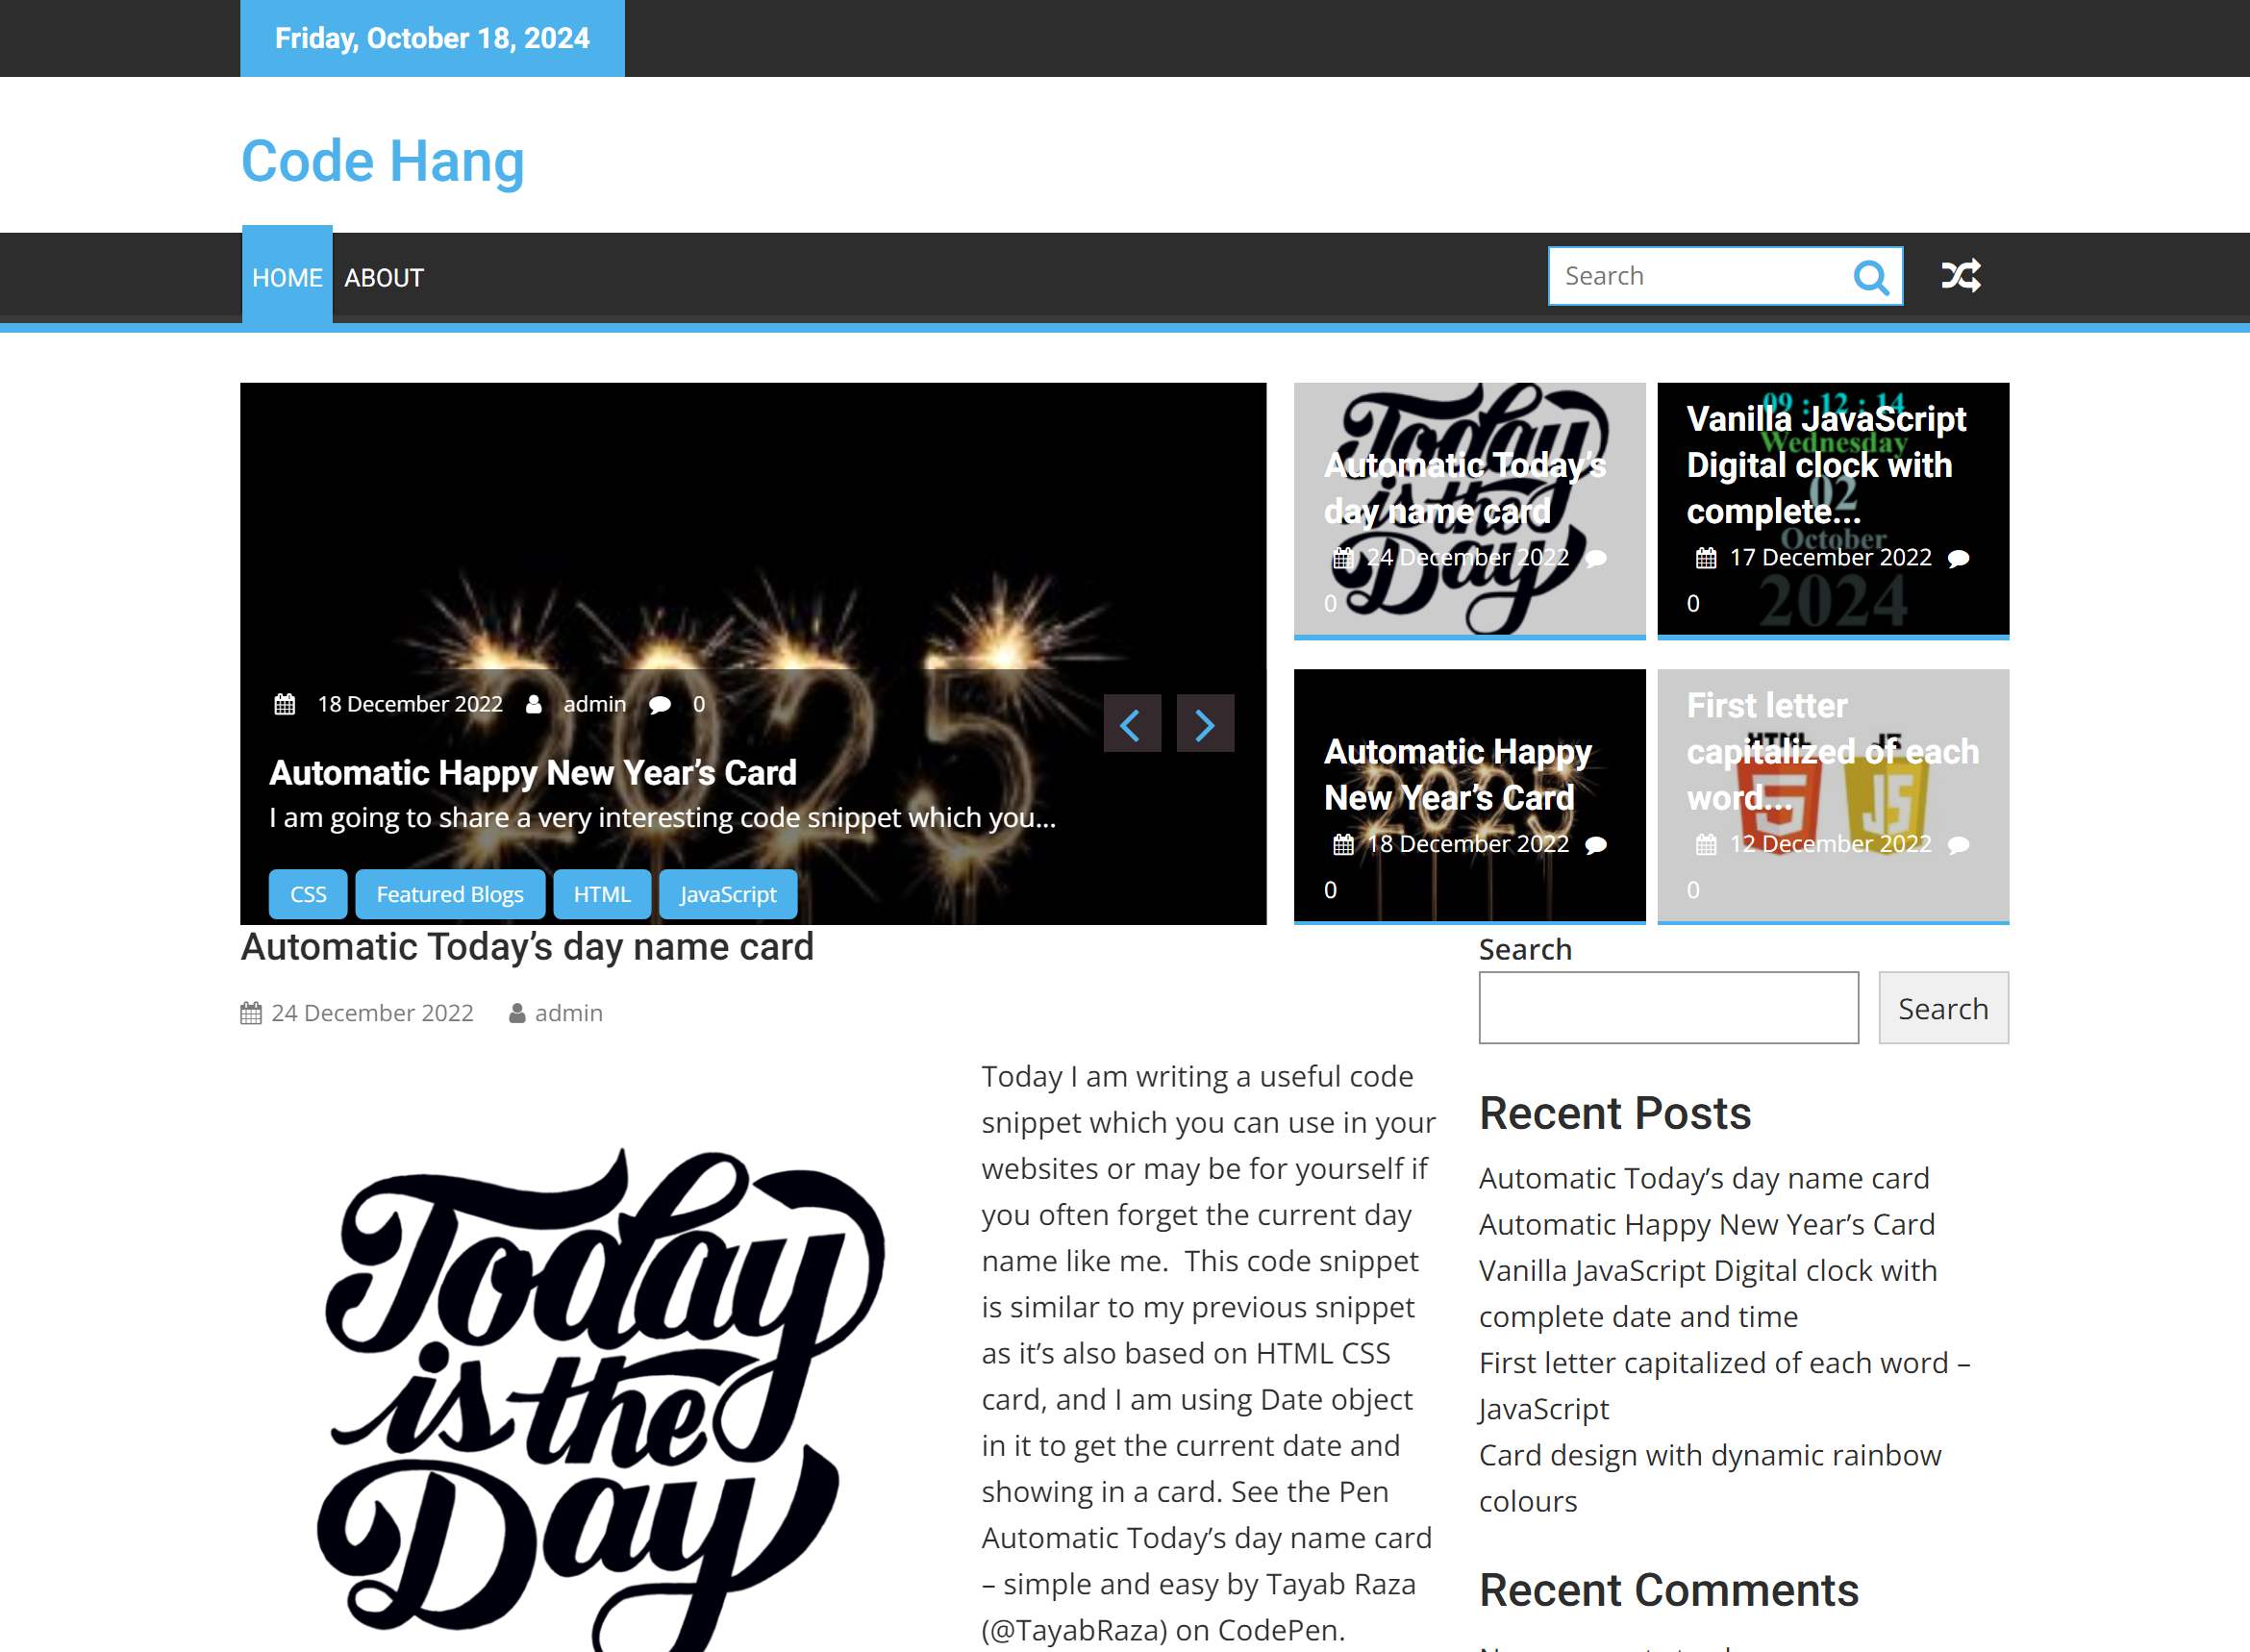 Friday, October 18, 2024
Code Hang
HOME
ABOUT
Search
2025
18 December 2022 admin 0
Automatic Happy New Year’s Card
I am going to share a very interesting code snippet which you...
CSS
Featured Blogs
HTML
JavaScript
Today
is the
Day
Automatic Today’s
day name card
24 December 2022
0
09 : 12 : 14
Wednesday
02
October
2024
Vanilla JavaScript
Digital clock with
complete...
17 December 2022
0
2025
Automatic Happy
New Year’s Card
18 December 2022
0
HTML
5
JS
JS
First letter
capitalized of each
word...
12 December 2022
0
Automatic Today’s day name card
24 December 2022 admin
Today
is the
Day
Today I am writing a useful code
snippet which you can use in your
websites or may be for yourself if
you often forget the current day
name like me.  This code snippet
is similar to my previous snippet
as it’s also based on HTML CSS
card, and I am using Date object
in it to get the current date and
showing in a card. See the Pen
Automatic Today’s day name card
– simple and easy by Tayab Raza
(@TayabRaza) on CodePen.
Search
Search
Recent Posts
Automatic Today’s day name card
Automatic Happy New Year’s Card
Vanilla JavaScript Digital clock with
complete date and time
First letter capitalized of each word –
JavaScript
Card design with dynamic rainbow
colours
Recent Comments